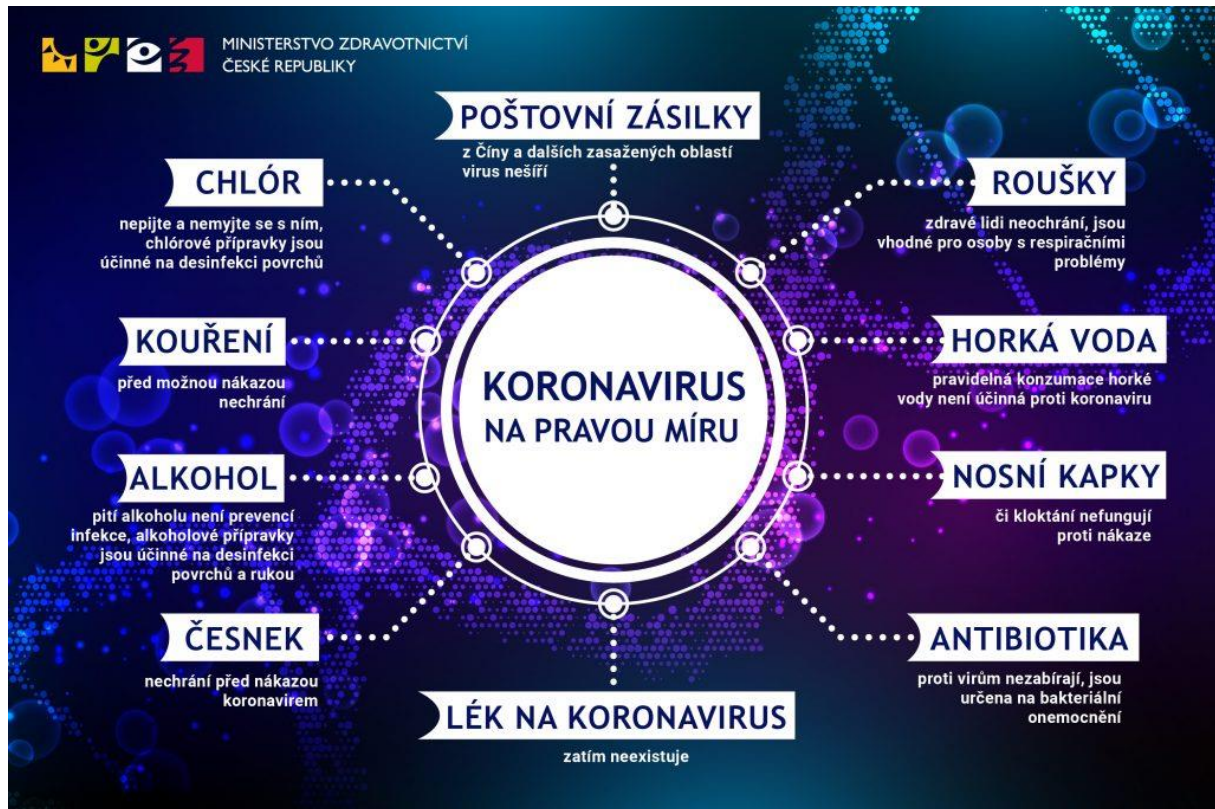 MINISTERSTVO ZDRAVOTNICTVÍ
ČESKÉ REPUBLIKY
POŠTOVNÍ ZÁSILKY
z Číny a dalších zasažených oblastí
virus nešíří
CHLÓR
nepijte a nemyjte se s ním,
chlórové přípravky jsou
účinné na desinfekci povrchů
ROUŠKY
zdravé lidi neochrání, jsou
vhodné pro osoby s respiračními
problémy
KOUŘENÍ
před možnou nákazou
nechrání
HORKÁ VODA
pravidelná konzumace horké
vody není účinná proti koronaviru
KORONAVIRUS
NA PRAVOU MÍRU
ALKOHOL
pití alkoholu není prevencí
infekce, alkoholové přípravky
jsou účinné na desinfekci
povrchů a rukou
NOSNÍ KAPKY
či kloktání nefungují
proti nákaze
ČESNEK
nechrání před nákazou
koronavirem
ANTIBIOTIKA
proti virům nezabírají, jsou
určena na bakteriální
onemocnění
LÉK NA KORONAVIRUS
zatím neexistuje